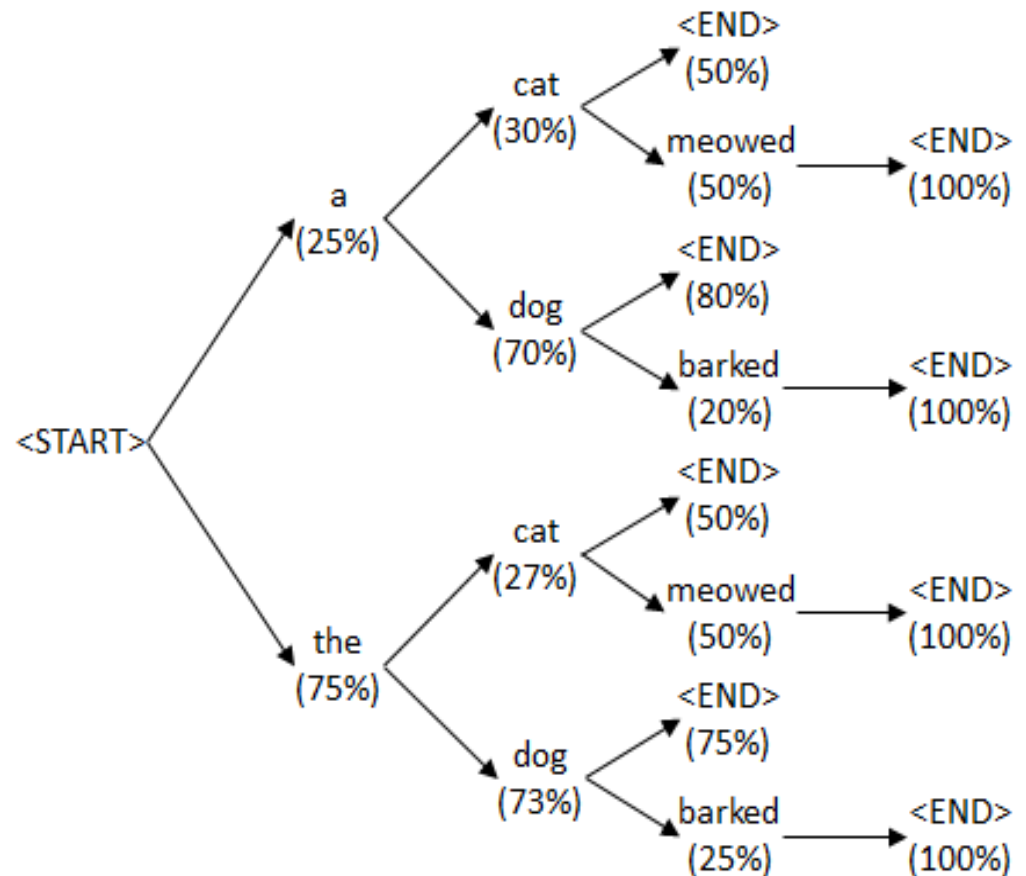 <END>
(50%)
cat
(30%)
meowed
(50%)
<END>
(100%)
a
(25%)
<END>
(80%)
dog
(70%)
barked
(20%)
<END>
(100%)
<START>
<END>
(50%)
cat
(27%)
meowed
(50%)
<END>
(100%)
the
(75%)
<END>
(75%)
dog
(73%)
barked
(25%)
<END>
(100%)